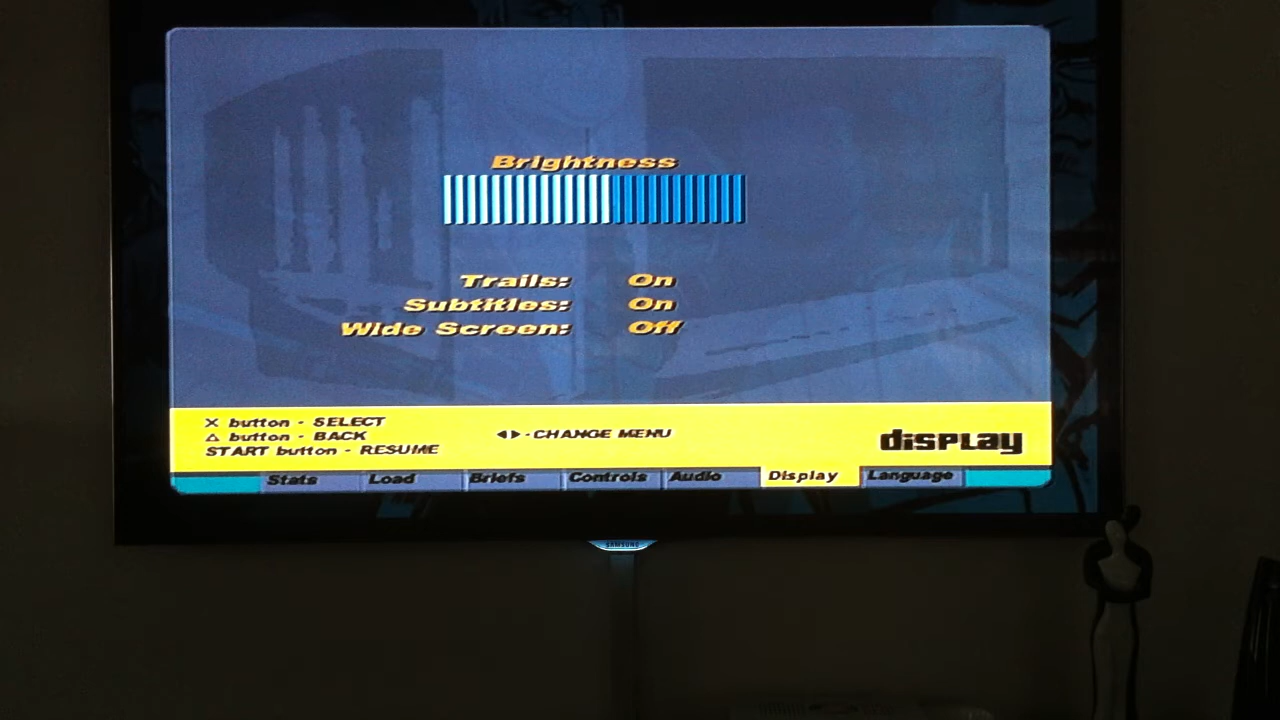 Brightness
Trails: On
Subtitles: On
Wide Screen: Off
X button - SELECT
△ button - BACK
START button - RESUME
◀▶ - CHANGE MENU
display
Stats Load Briefs Controls Audio Display Language
SAMSUNG